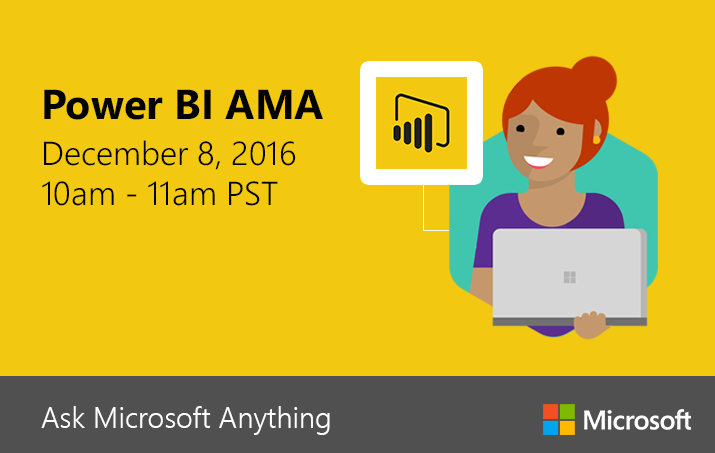 Power BI AMA
December 8, 2016
10am - 11am PST
Ask Microsoft Anything
Microsoft